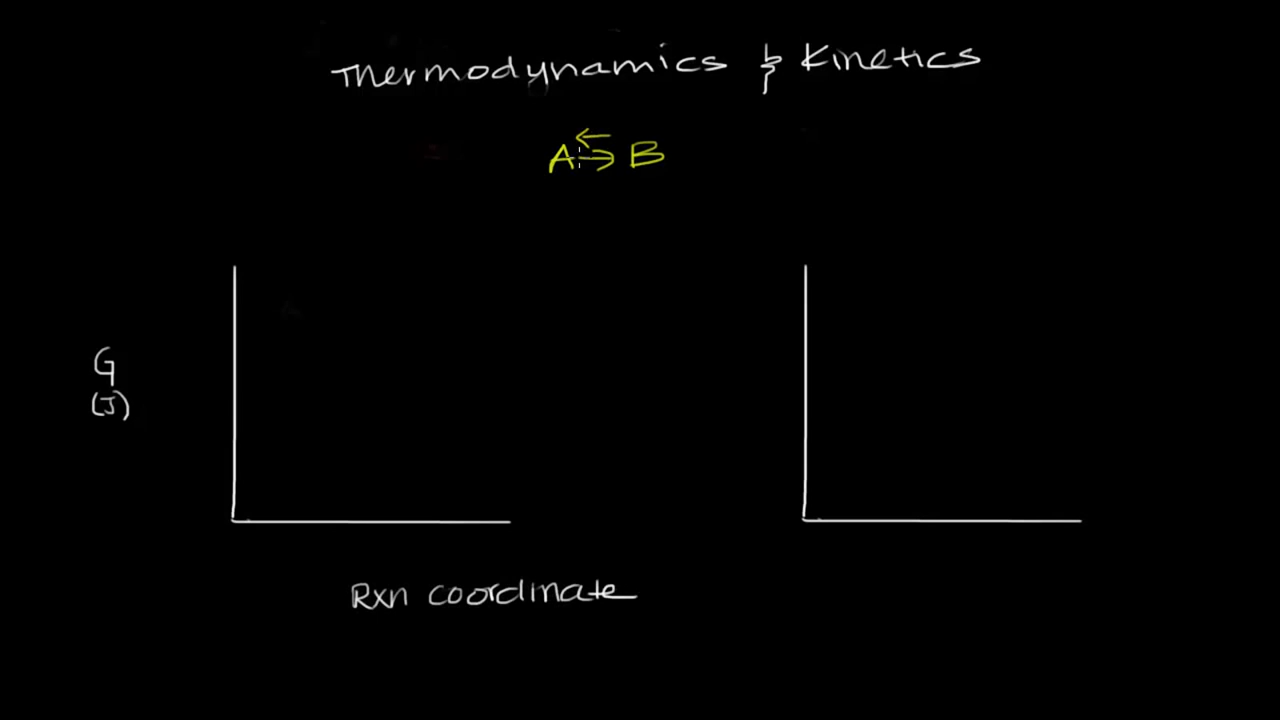 Thermodynamics & Kinetics
A ⇄ B
G
(J)
Rxn coordinate